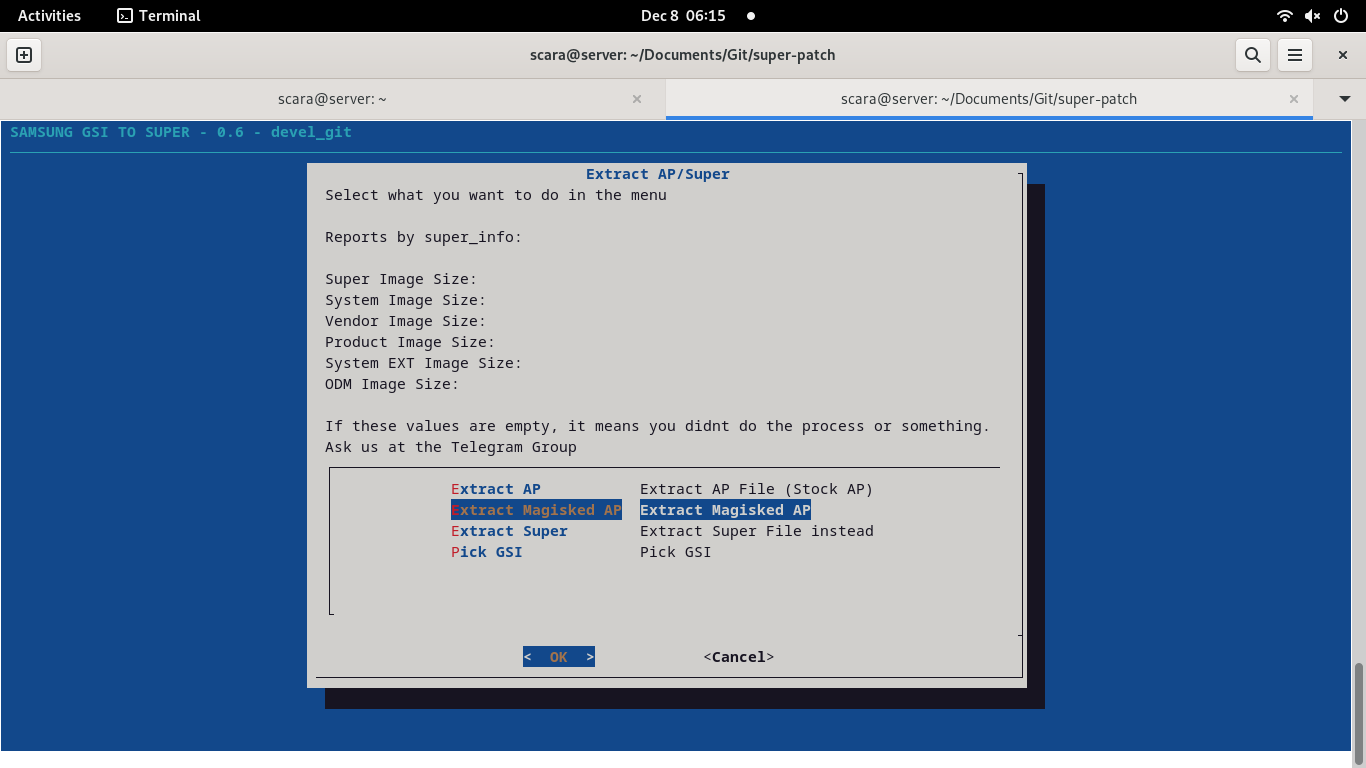 Activities Terminal Dec 8 06:15
scara@server: ~/Documents/Git/super-patch
scara@server: ~ scara@server: ~/Documents/Git/super-patch
SAMSUNG GSI TO SUPER - 0.6 - devel_git
Extract AP/Super
Select what you want to do in the menu
Reports by super_info:
Super Image Size:
System Image Size:
Vendor Image Size:
Product Image Size:
System EXT Image Size:
ODM Image Size:
If these values are empty, it means you didnt do the process or something.
Ask us at the Telegram Group
Extract AP Extract AP File (Stock AP)
Extract Magisked AP Extract Magisked AP
Extract Super Extract Super File instead
Pick GSI Pick GSI
< OK > <Cancel>